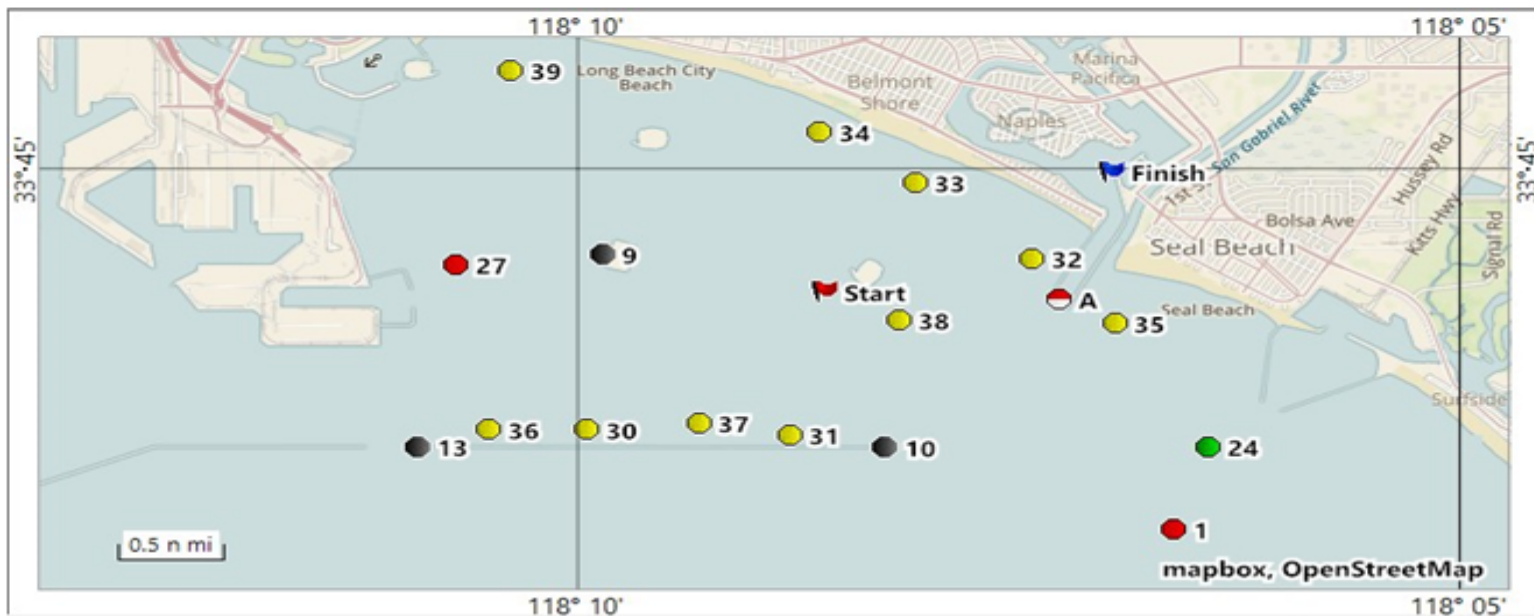 118° 10'
118° 05'
39
Long Beach City
Beach
Belmont
Shore
Marina
Pacifica
Naples
34
33°45'
33°45'
Finish
1st St
San Gabriel River
Hussey Rd
33
Bolsa Ave
Kitts Hwy
Seal Beach
Signal Rd
9
27
32
Start
A
Seal Beach
38
35
Surfside
36
30
37
31
13
10
24
1
0.5 n mi
mapbox, OpenStreetMap
118° 10'
118° 05'